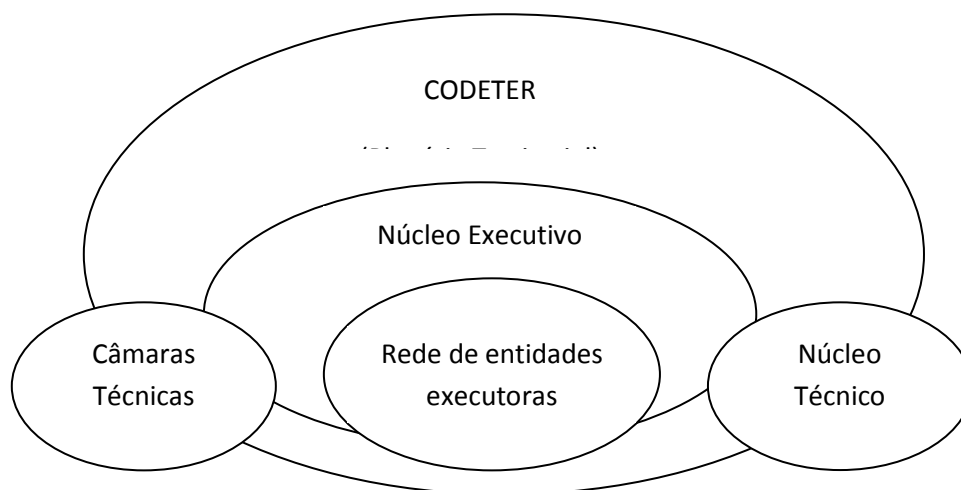 CODETER
Núcleo Executivo
Câmaras
Técnicas
Rede de entidades
executoras
Núcleo
Técnico